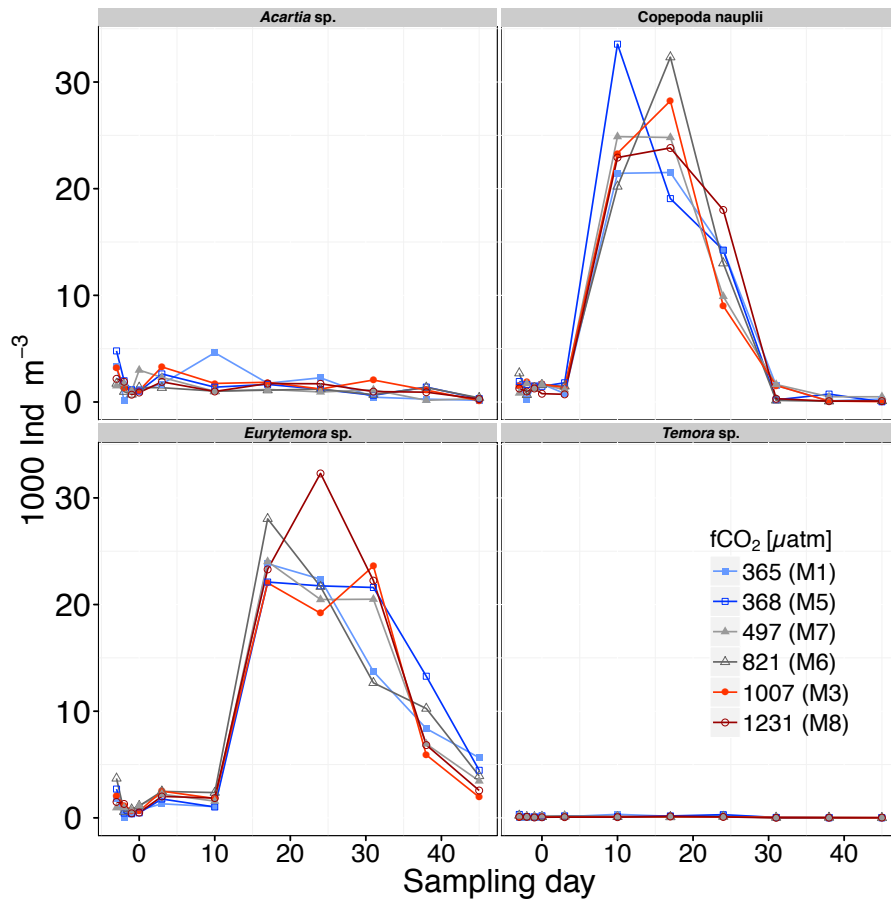 Acartia sp.
Copepoda nauplii
30
20
10
0
Eurytemora sp.
Temora sp.
30
20
10
0
1000 Ind m⁻³
fCO₂ [µatm]
365 (M1)
368 (M5)
497 (M7)
821 (M6)
1007 (M3)
1231 (M8)
0 10 20 30 40
0 10 20 30 40
Sampling day